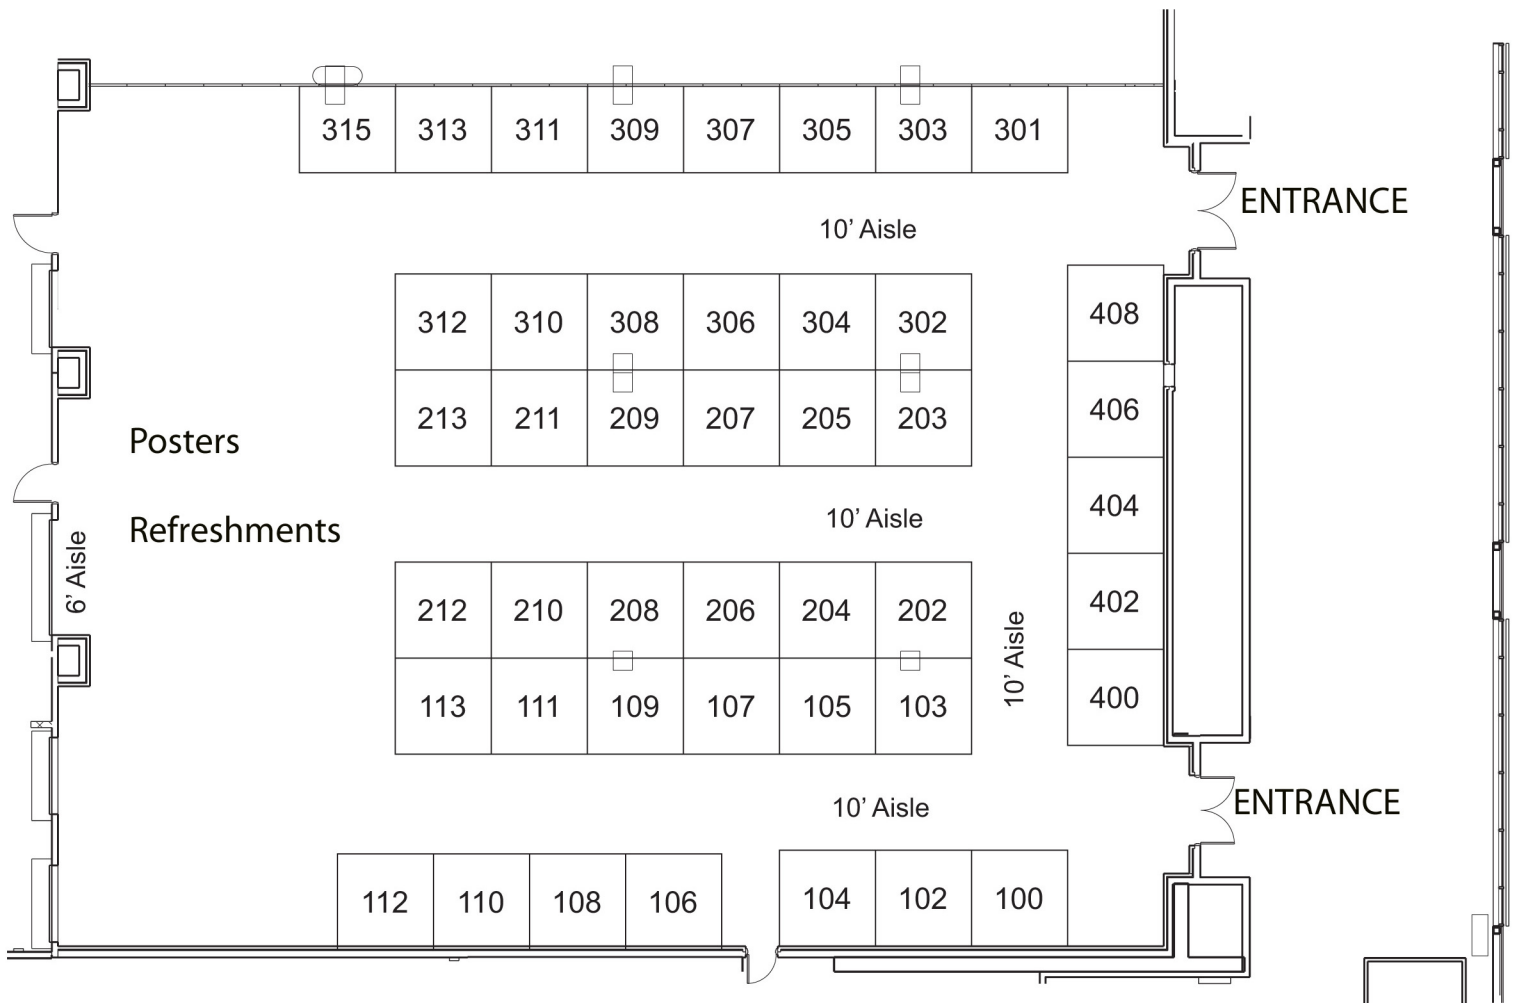 315 313 311 309 307 305 303 301
ENTRANCE
10’ Aisle
312 310 308 306 304 302
408
213 211 209 207 205 203
406
Posters
404
10’ Aisle
Refreshments
6’ Aisle
212 210 208 206 204 202
402
10’ Aisle
113 111 109 107 105 103
400
10’ Aisle
ENTRANCE
112 110 108 106
104 102 100